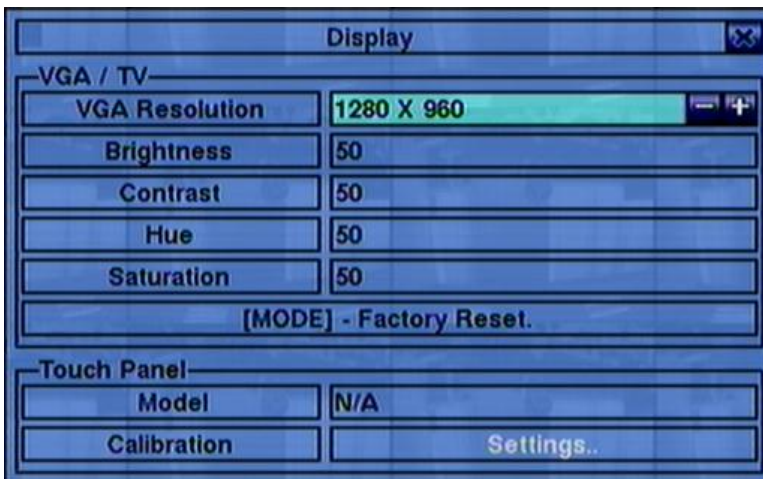 Display
VGA / TV
VGA Resolution 1280 X 960 - +
Brightness 50
Contrast 50
Hue 50
Saturation 50
[MODE] - Factory Reset.
Touch Panel
Model N/A
Calibration Settings..